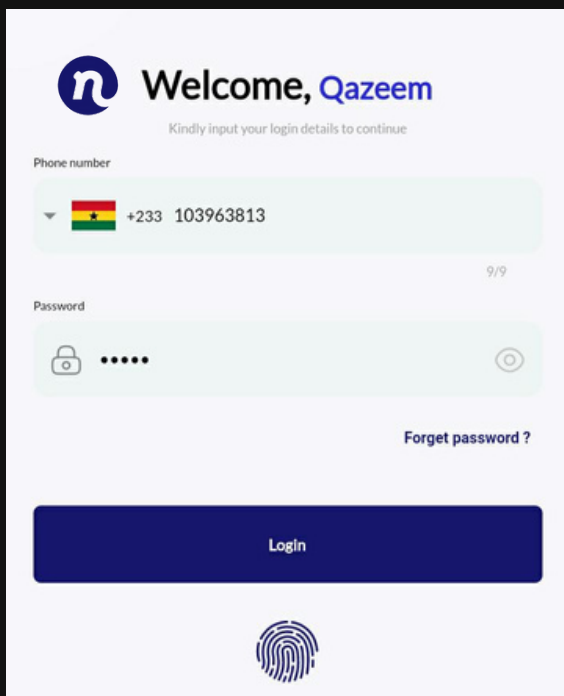 n Welcome, Qazeem
Kindly input your login details to continue
Phone number
+233 103963813
9/9
Password
•••••
Forget password ?
Login